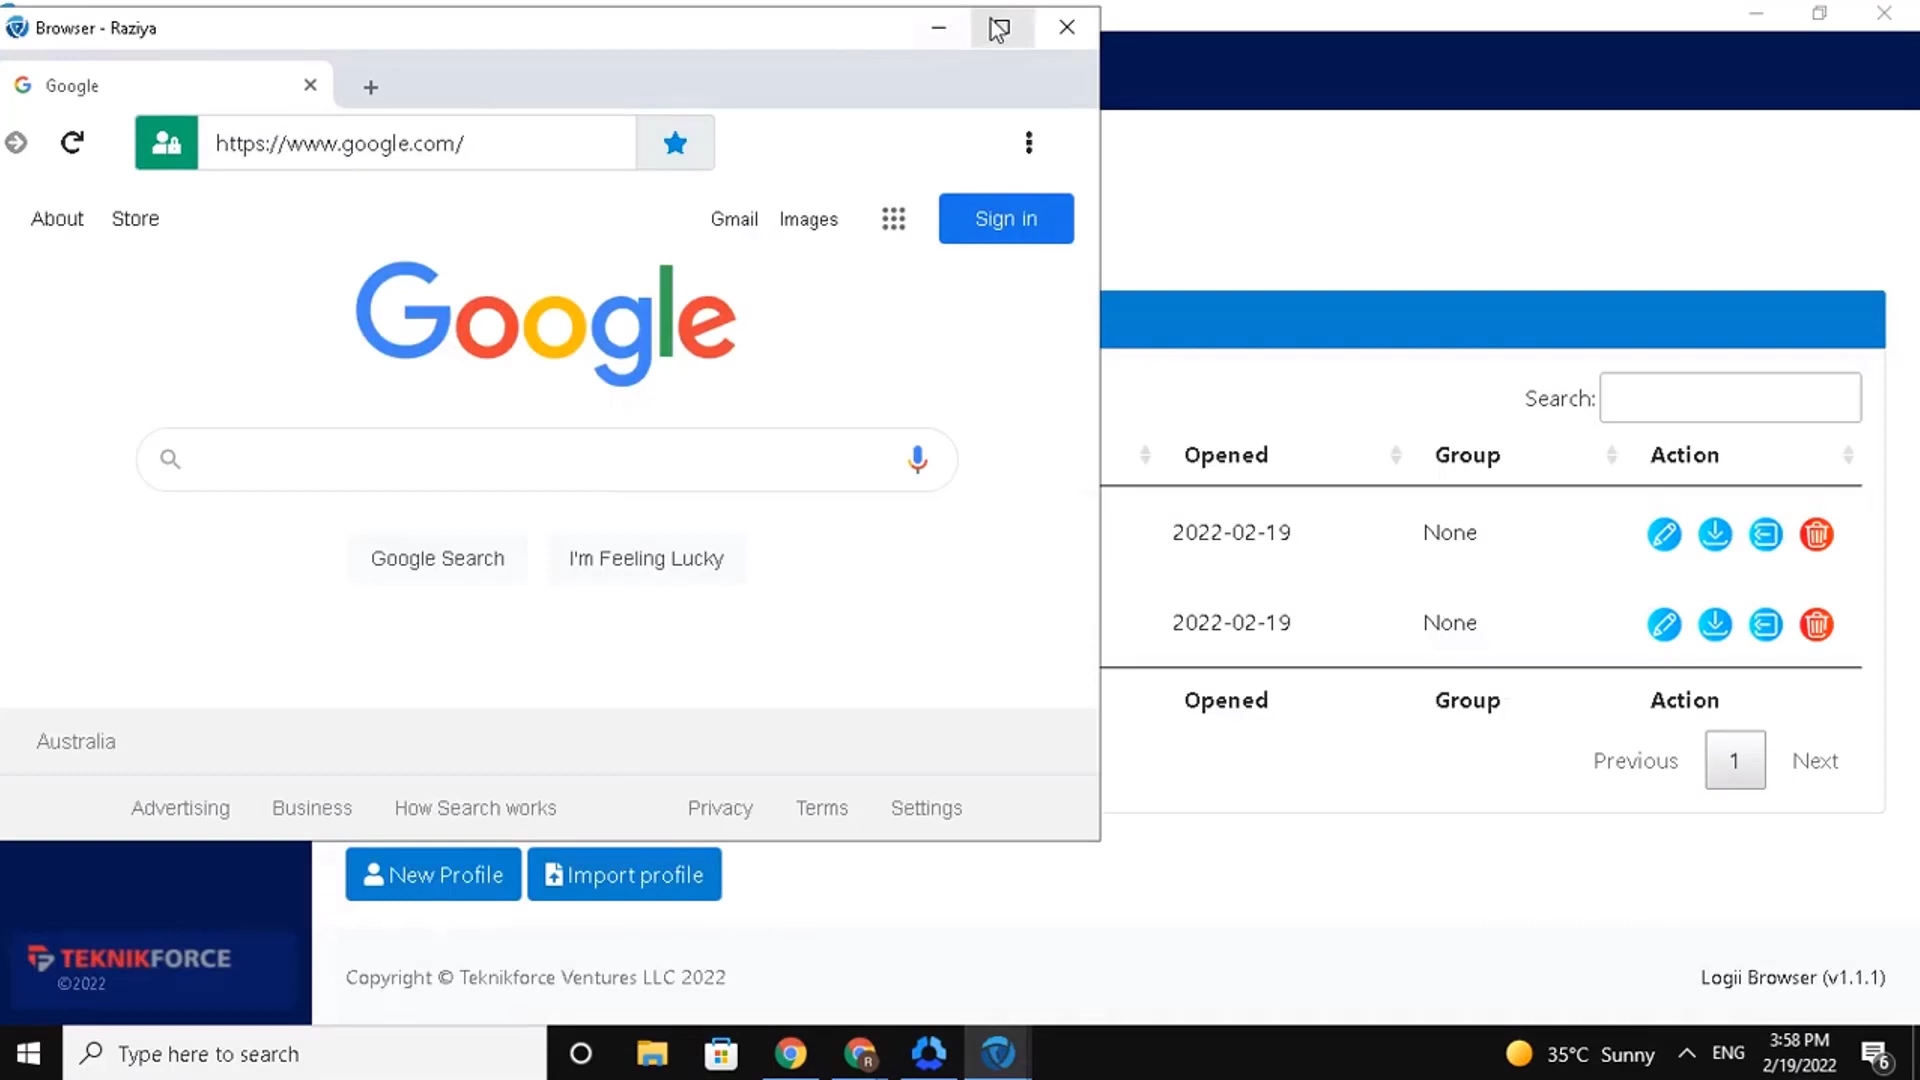 Browser - Raziya
Google
https://www.google.com/
About Store Gmail Images Sign in
Google
Google Search I'm Feeling Lucky
Australia
Advertising Business How Search works Privacy Terms Settings
Search:
Opened Group Action
2022-02-19 None
2022-02-19 None
Opened Group Action
Previous 1 Next
New Profile Import profile
TEKNIKFORCE
©2022
Copyright © Teknikforce Ventures LLC 2022 Logii Browser (v1.1.1)
Type here to search
R
35°C Sunny ENG
3:58 PM
2/19/2022
6